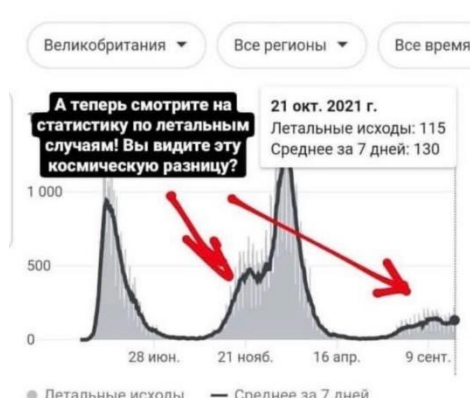 Великобритания
Все регионы
Все время
А теперь смотрите на
статистику по летальным
случаям! Вы видите эту
космическую разницу?
21 окт. 2021 г.
Летальные исходы: 115
Среднее за 7 дней: 130
1 000
500
0
28 июн.
21 нояб.
16 апр.
9 сент.
Летальные исходы
Среднее за 7 дней